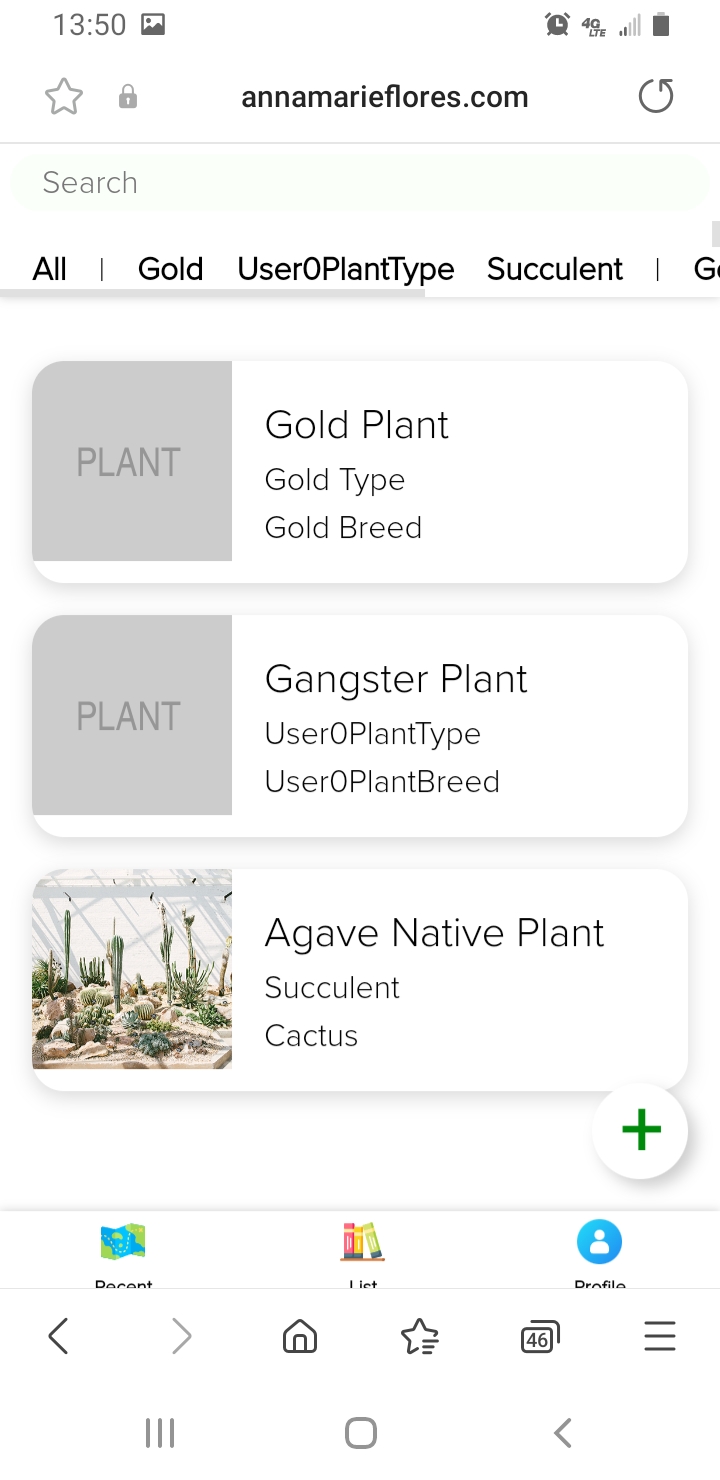 13:50
4G LTE
annamarieflores.com
Search
All | Gold User0PlantType Succulent | Go
PLANT
Gold Plant
Gold Type
Gold Breed
PLANT
Gangster Plant
User0PlantType
User0PlantBreed
Agave Native Plant
Succulent
Cactus
Recent List Profile
46